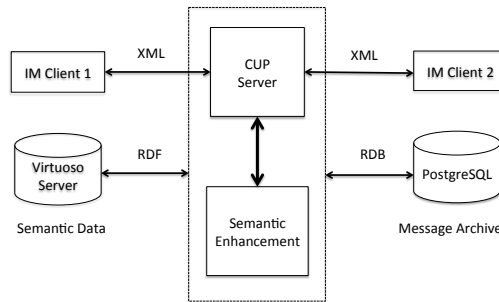 XML
CUP
Server
XML
IM Client 1
IM Client 2
Virtuoso
Server
RDF
RDB
PostgreSQL
Semantic
Enhancement
Semantic Data
Message Archive